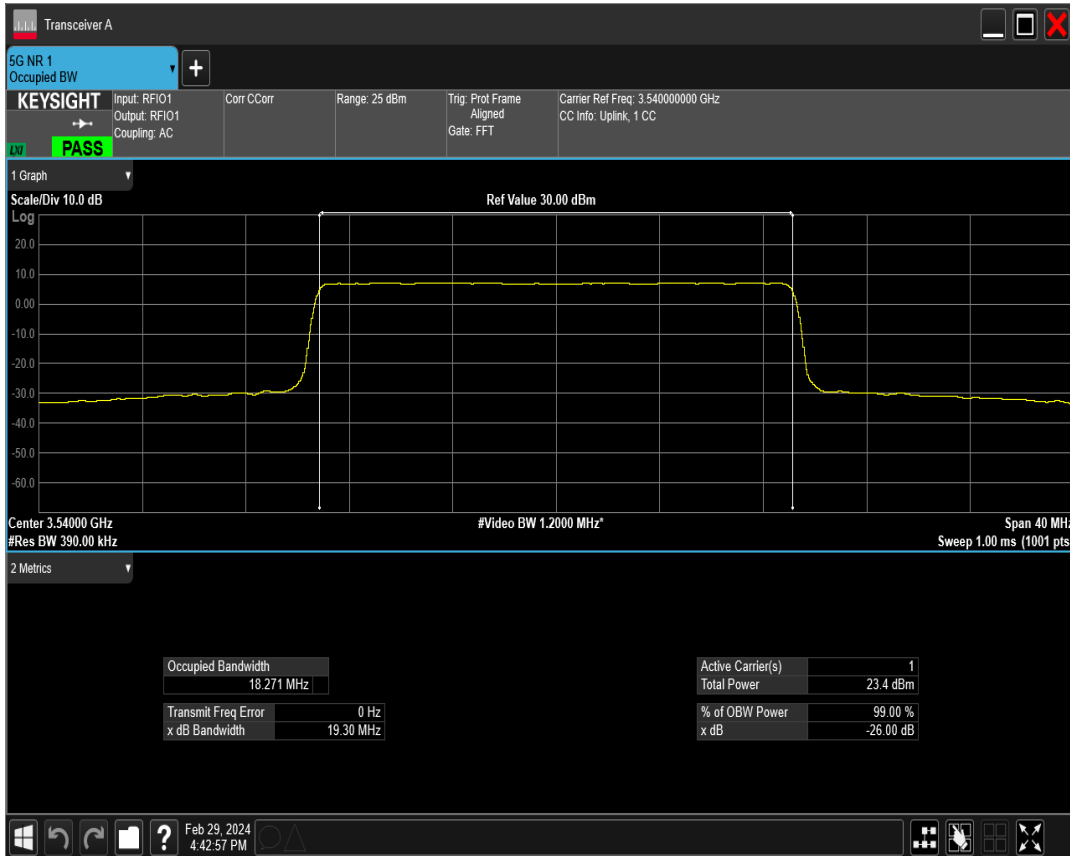 Transceiver A
5G NR 1
Occupied BW
KEYSIGHT
LXI
PASS
Input: RFIO1
Output: RFIO1
Coupling: AC
Corr CCorr
Range: 25 dBm
Trig: Prot Frame
Aligned
Gate: FFT
Carrier Ref Freq: 3.540000000 GHz
CC Info: Uplink, 1 CC
1 Graph
Scale/Div 10.0 dB
Ref Value 30.00 dBm
Log
20.0
10.0
0.00
-10.0
-20.0
-30.0
-40.0
-50.0
-60.0
Center 3.54000 GHz
#Video BW 1.2000 MHz*
Span 40 MHz
#Res BW 390.00 kHz
Sweep 1.00 ms (1001 pts
2 Metrics
Occupied Bandwidth
18.271 MHz
Transmit Freq Error 0 Hz
x dB Bandwidth 19.30 MHz
Active Carrier(s) 1
Total Power 23.4 dBm
% of OBW Power 99.00 %
x dB -26.00 dB
Feb 29, 2024
4:42:57 PM